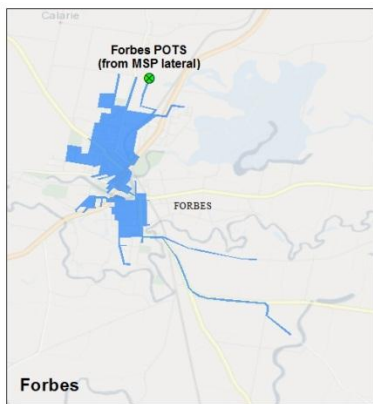 Calarie
Forbes POTS
(from MSP lateral)
FORBES
Forbes